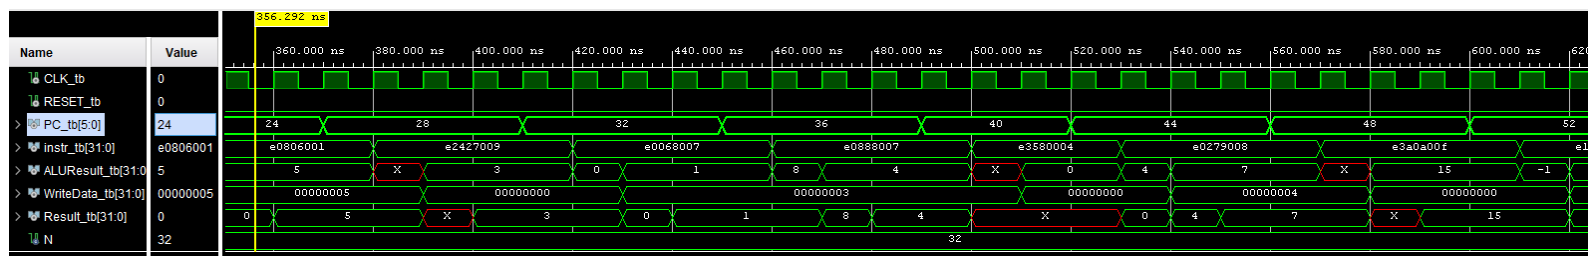 356.292 ns
Name Value 360.000 ns 380.000 ns 400.000 ns 420.000 ns 440.000 ns 460.000 ns 480.000 ns 500.000 ns 520.000 ns 540.000 ns 560.000 ns 580.000 ns 600.000 ns 620
CLK_tb 0
RESET_tb 0
PC_tb[5:0] 24 24 28 32 36 40 44 48 52
instr_tb[31:0] e0806001 e0806001 e2427009 e0068007 e0888007 e3580004 e0279008 e3a0a00f e1
ALUResult_tb[31:0 5 5 X 3 0 1 8 4 X 0 4 7 X 15 -1
WriteData_tb[31:0] 00000005 00000005 00000000 00000003 00000000 00000004 00000000
Result_tb[31:0] 0 0 5 X 3 0 1 8 4 X 0 4 7 X 15
N 32 32